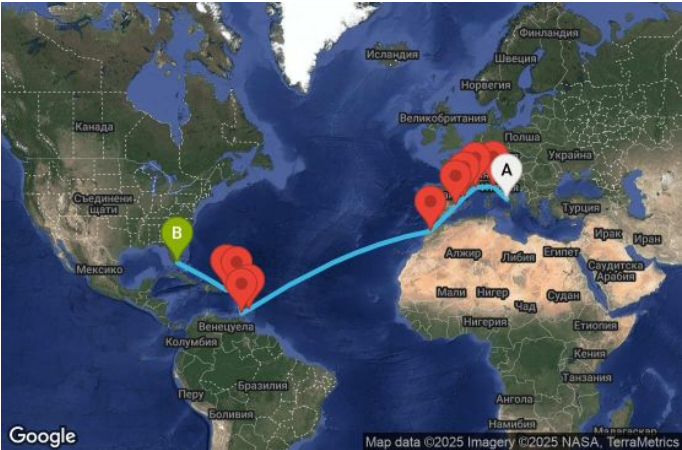 Исландия
Финландия
Швеция
Норвегия
Великобритания
Канада
Полша
Украйна
A
Съединени
щати
Турция
B
Ирак
Иран
Мексико
Алжир
Либия
Египет
Саудитска
Арабия
Мали
Нигер
Чад
Судан
Венецуела
Нигерия
Етиопия
Колумбия
Кения
Перу
Бразилия
Танзания
Ангола
Боливия
Намибия
Мадагаскар
Google
Map data ©2025 Imagery ©2025 NASA, TerraMetrics